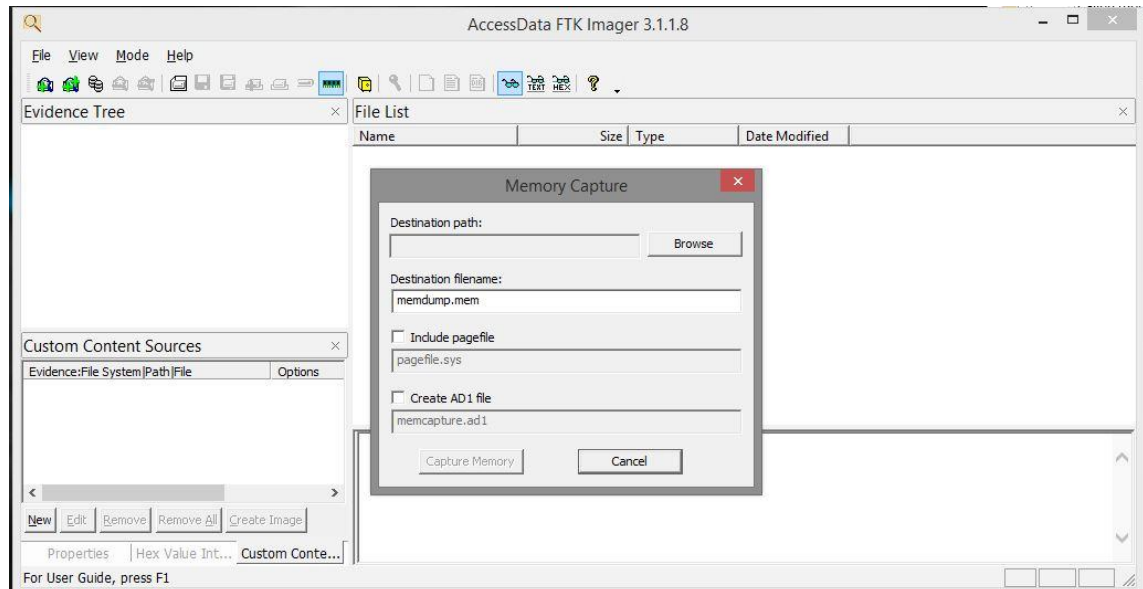 AccessData FTK Imager 3.1.1.8
File View Mode Help
TEXT HEX
Evidence Tree
File List
Name Size Type Date Modified
Memory Capture
Destination path:
Browse
Destination filename:
memdump.mem
Include pagefile
pagefile.sys
Create AD1 file
memcapture.ad1
Capture Memory Cancel
Custom Content Sources
Evidence:File System|Path|File Options
New Edit Remove Remove All Create Image
Properties Hex Value Int... Custom Conte...
For User Guide, press F1